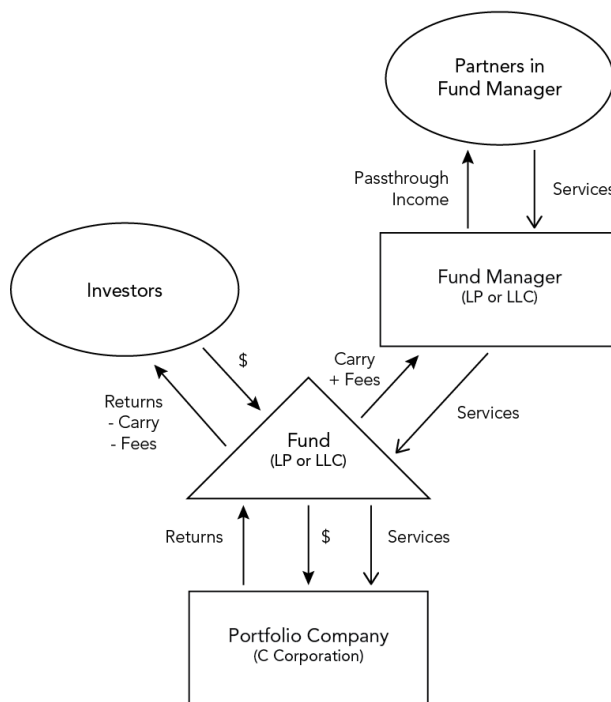 Partners in
Fund Manager
Passthrough
Income
Services
Fund Manager
(LP or LLC)
Investors
$
Carry
+ Fees
Returns
- Carry
- Fees
Services
Fund
(LP or LLC)
Returns
$
Services
Portfolio Company
(C Corporation)